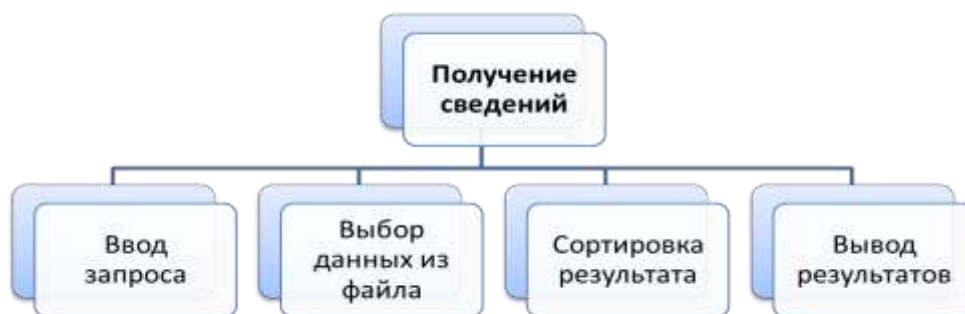 Получение
сведений
Ввод
запроса
Выбор
данных из
файла
Сортировка
результата
Вывод
результатов